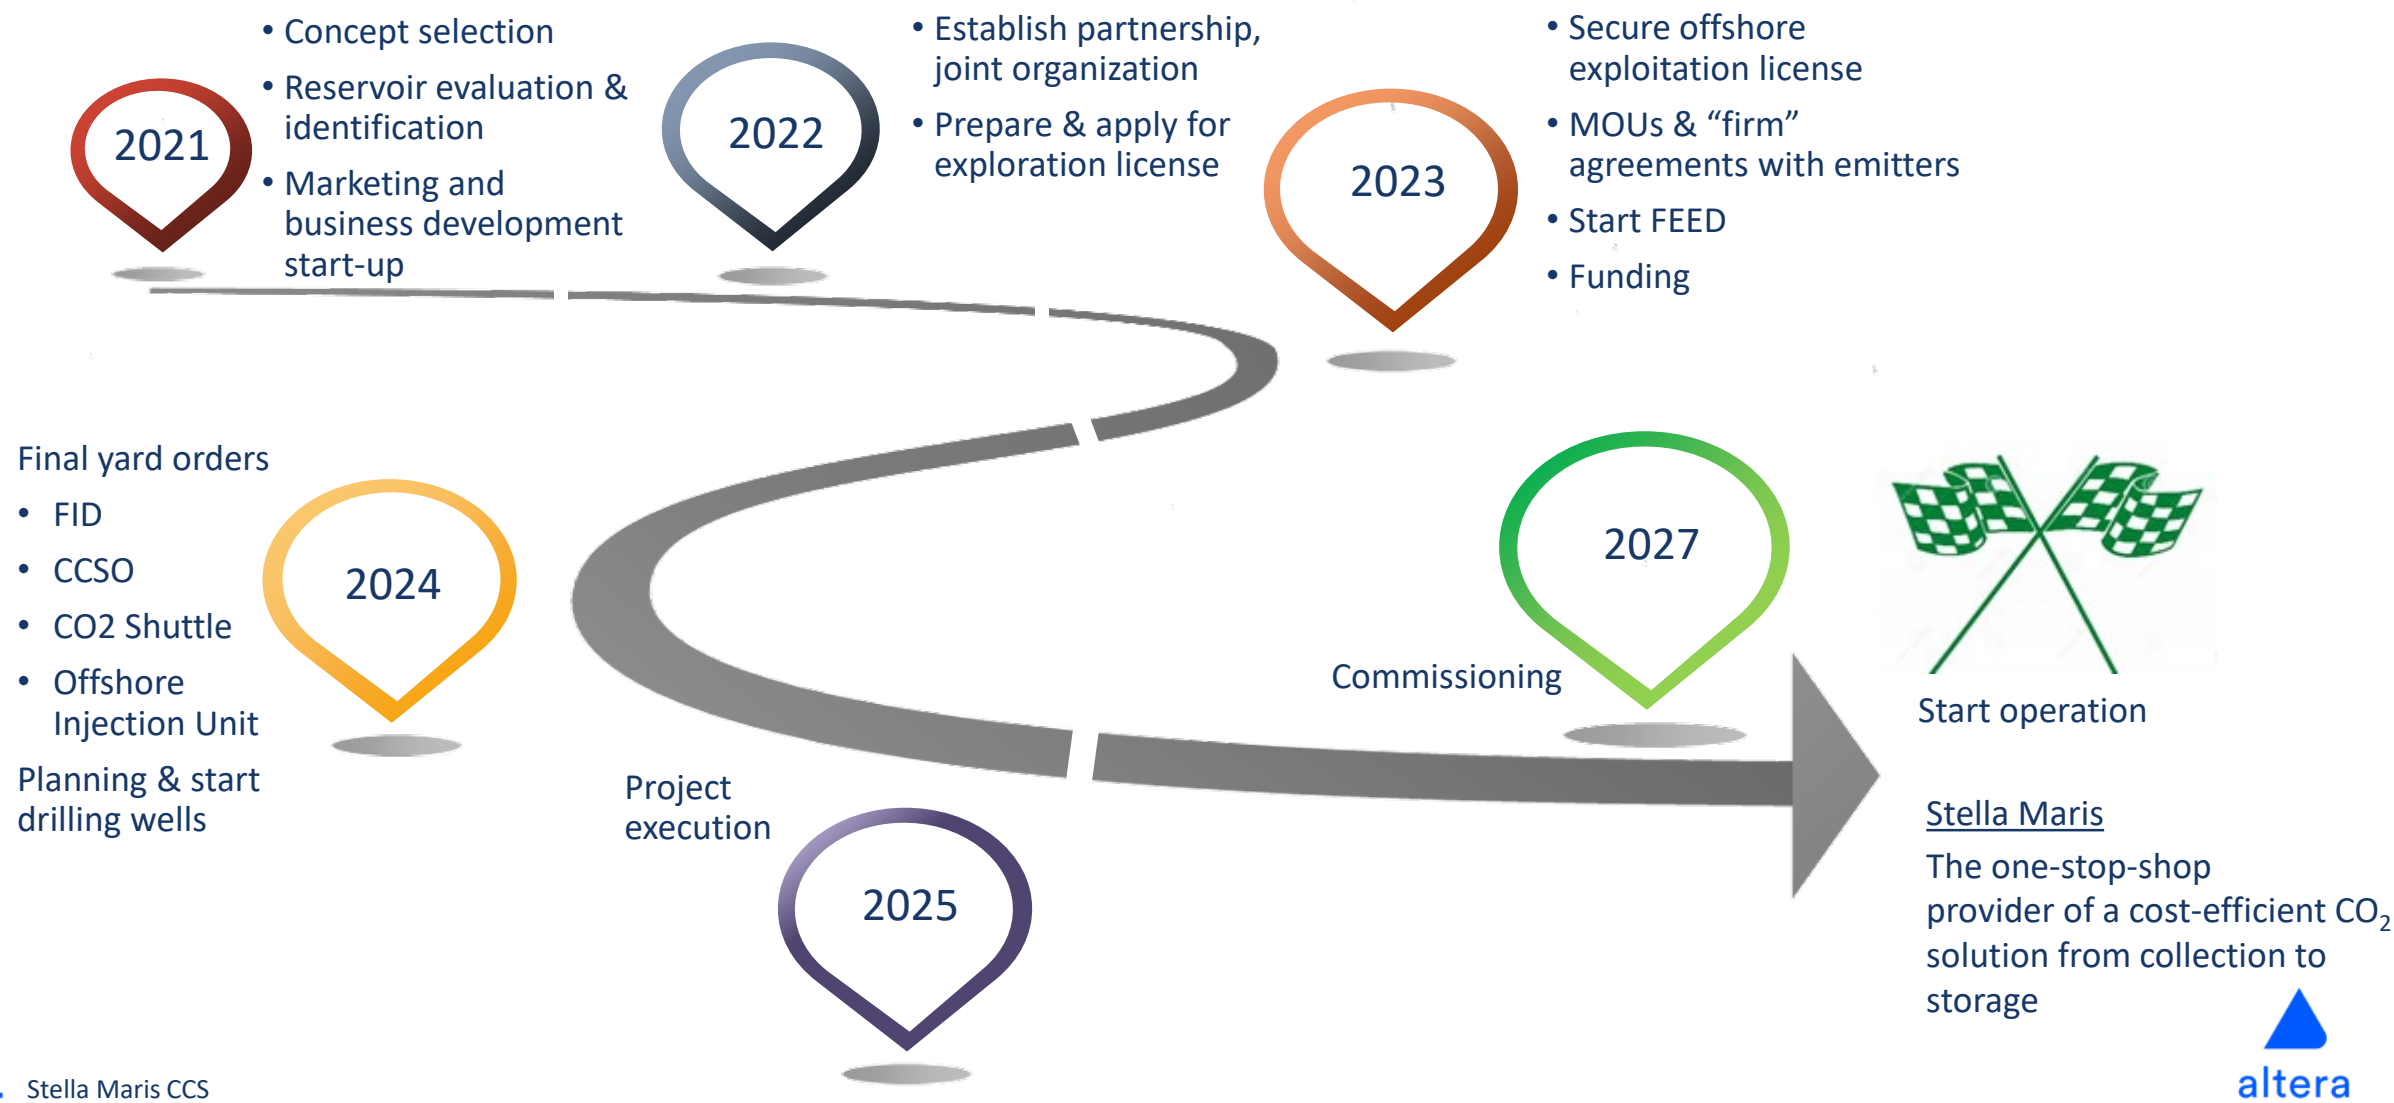 2021
• Concept selection
• Reservoir evaluation &
identification
• Marketing and
business development
start-up
2022
• Establish partnership,
joint organization
• Prepare & apply for
exploration license
2023
• Secure offshore
exploitation license
• MOUs & “firm”
agreements with emitters
• Start FEED
• Funding
Final yard orders
• FID
• CCSO
• CO2 Shuttle
• Offshore
Injection Unit
Planning & start
drilling wells
2024
Project
execution
2025
Commissioning
2027
Start operation
Stella Maris
The one-stop-shop
provider of a cost-efficient CO₂
solution from collection to
storage
Stella Maris CCS
altera